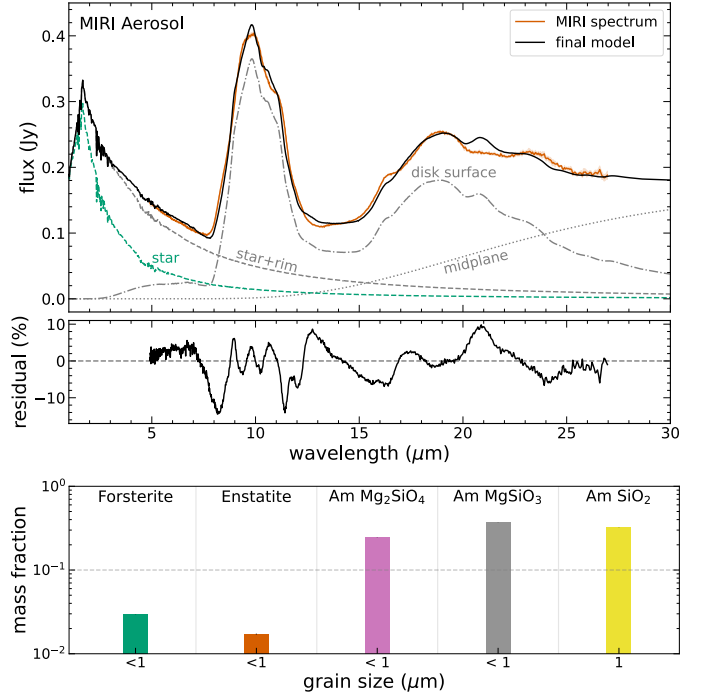 MIRI Aerosol
MIRI spectrum
final model
flux (Jy)
0.4
0.3
0.2
0.1
0.0
disk surface
star
star+rim
midplane
residual (%)
10
0
−10
5
10
15
20
25
30
wavelength (μm)
mass fraction
10⁰
10⁻¹
10⁻²
Forsterite
Enstatite
Am Mg₂SiO₄
Am MgSiO₃
Am SiO₂
<1
<1
< 1
< 1
1
grain size (μm)